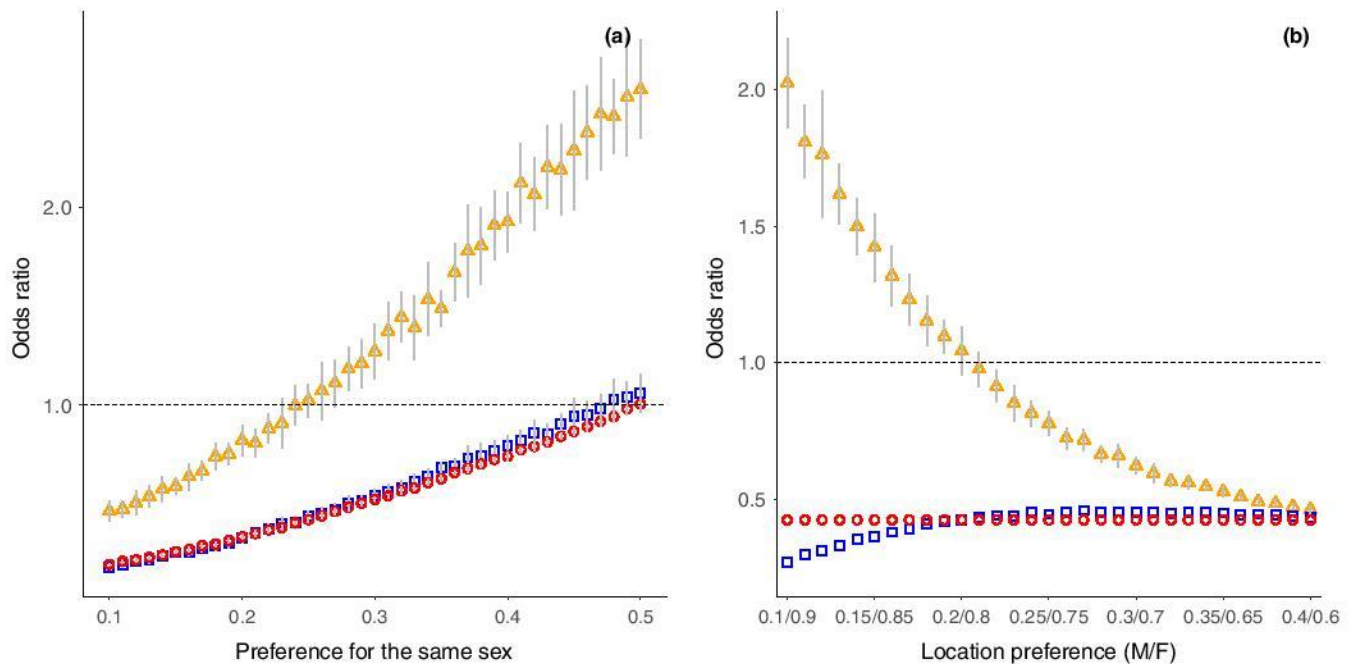 (a)
Odds ratio
2.0
1.0
0.1 0.2 0.3 0.4 0.5
Preference for the same sex
(b)
Odds ratio
2.0
1.5
1.0
0.5
0.1/0.9 0.15/0.85 0.2/0.8 0.25/0.75 0.3/0.7 0.35/0.65 0.4/0.6
Location preference (M/F)